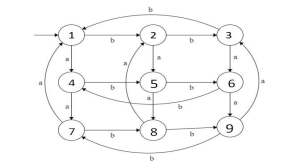 b
1 b 2 b 3
a a a
4 b 5 b 6
a a b b a a
a a a
7 b 8 b 9
b